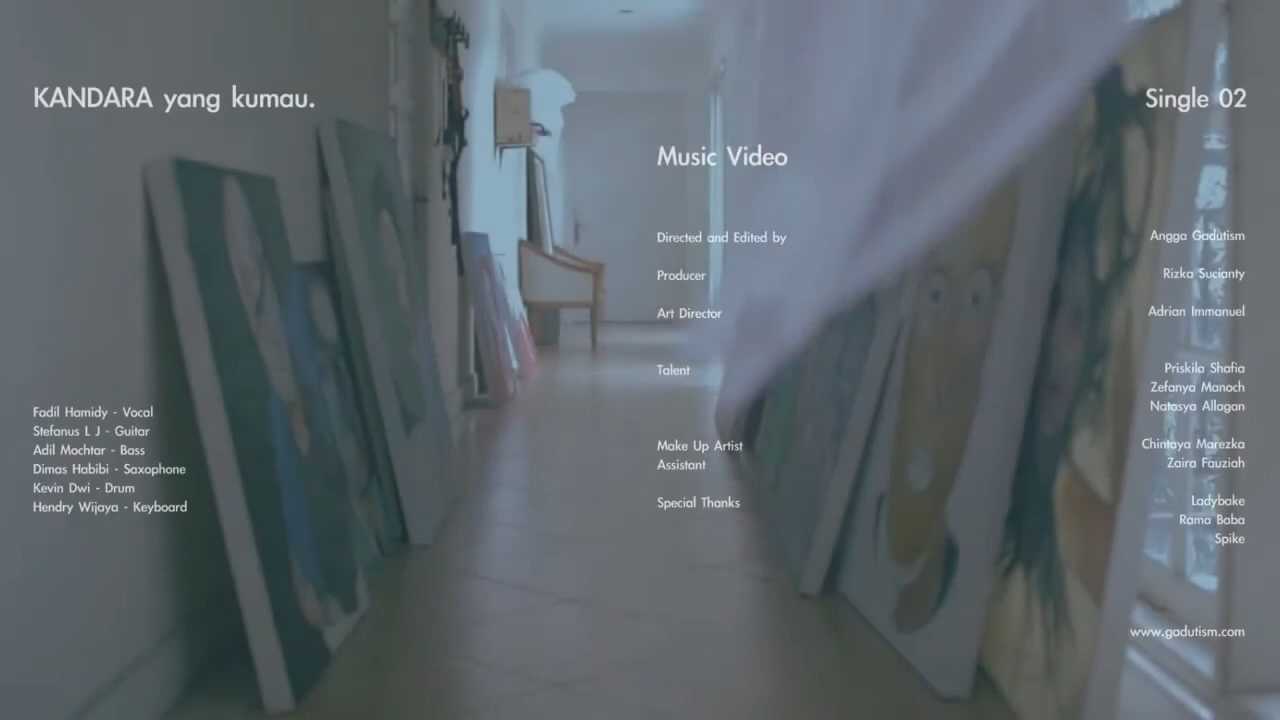 KANDARA yang kumau.
Single 02
Music Video
Directed and Edited by
Angga Gadutism
Producer
Rizka Sucianty
Art Director
Adrian Immanuel
Talent
Priskila Shafia
Zefanya Manoch
Natasya Allagan
Make Up Artist
Chintaya Marezka
Assistant
Zaira Fauziah
Special Thanks
Ladybake
Rama Baba
Spike
Fadil Hamidy - Vocal
Stefanus L J - Guitar
Adil Mochtar - Bass
Dimas Habibi - Saxophone
Kevin Dwi - Drum
Hendry Wijaya - Keyboard
www.gadutism.com